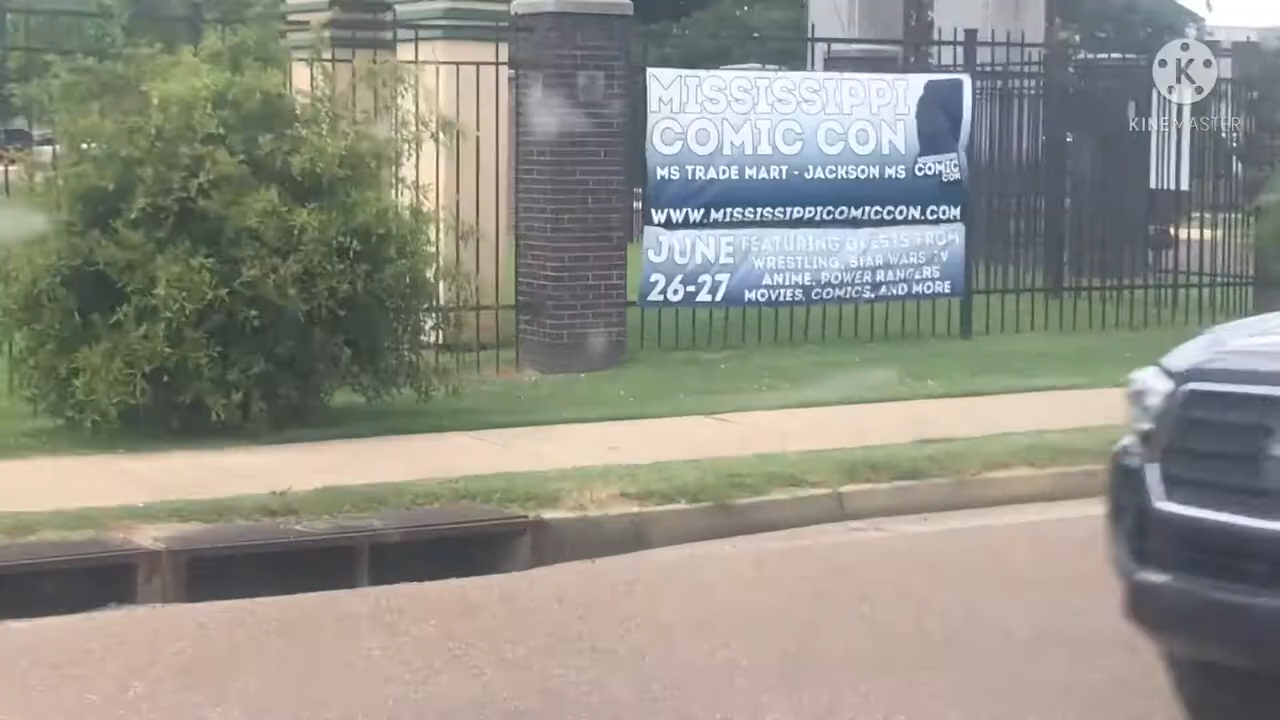 MISSISSIPPI
COMIC CON
MS TRADE MART - JACKSON MS
COMIC
CON
WWW.MISSISSIPPICOMICCON.COM
JUNE
26-27
FEATURING GUESTS FROM
WRESTLING, STAR WARS TV
ANINE, POWER RANGERS
MOVIES, COMICS, AND MORE
K
KINEMASTER